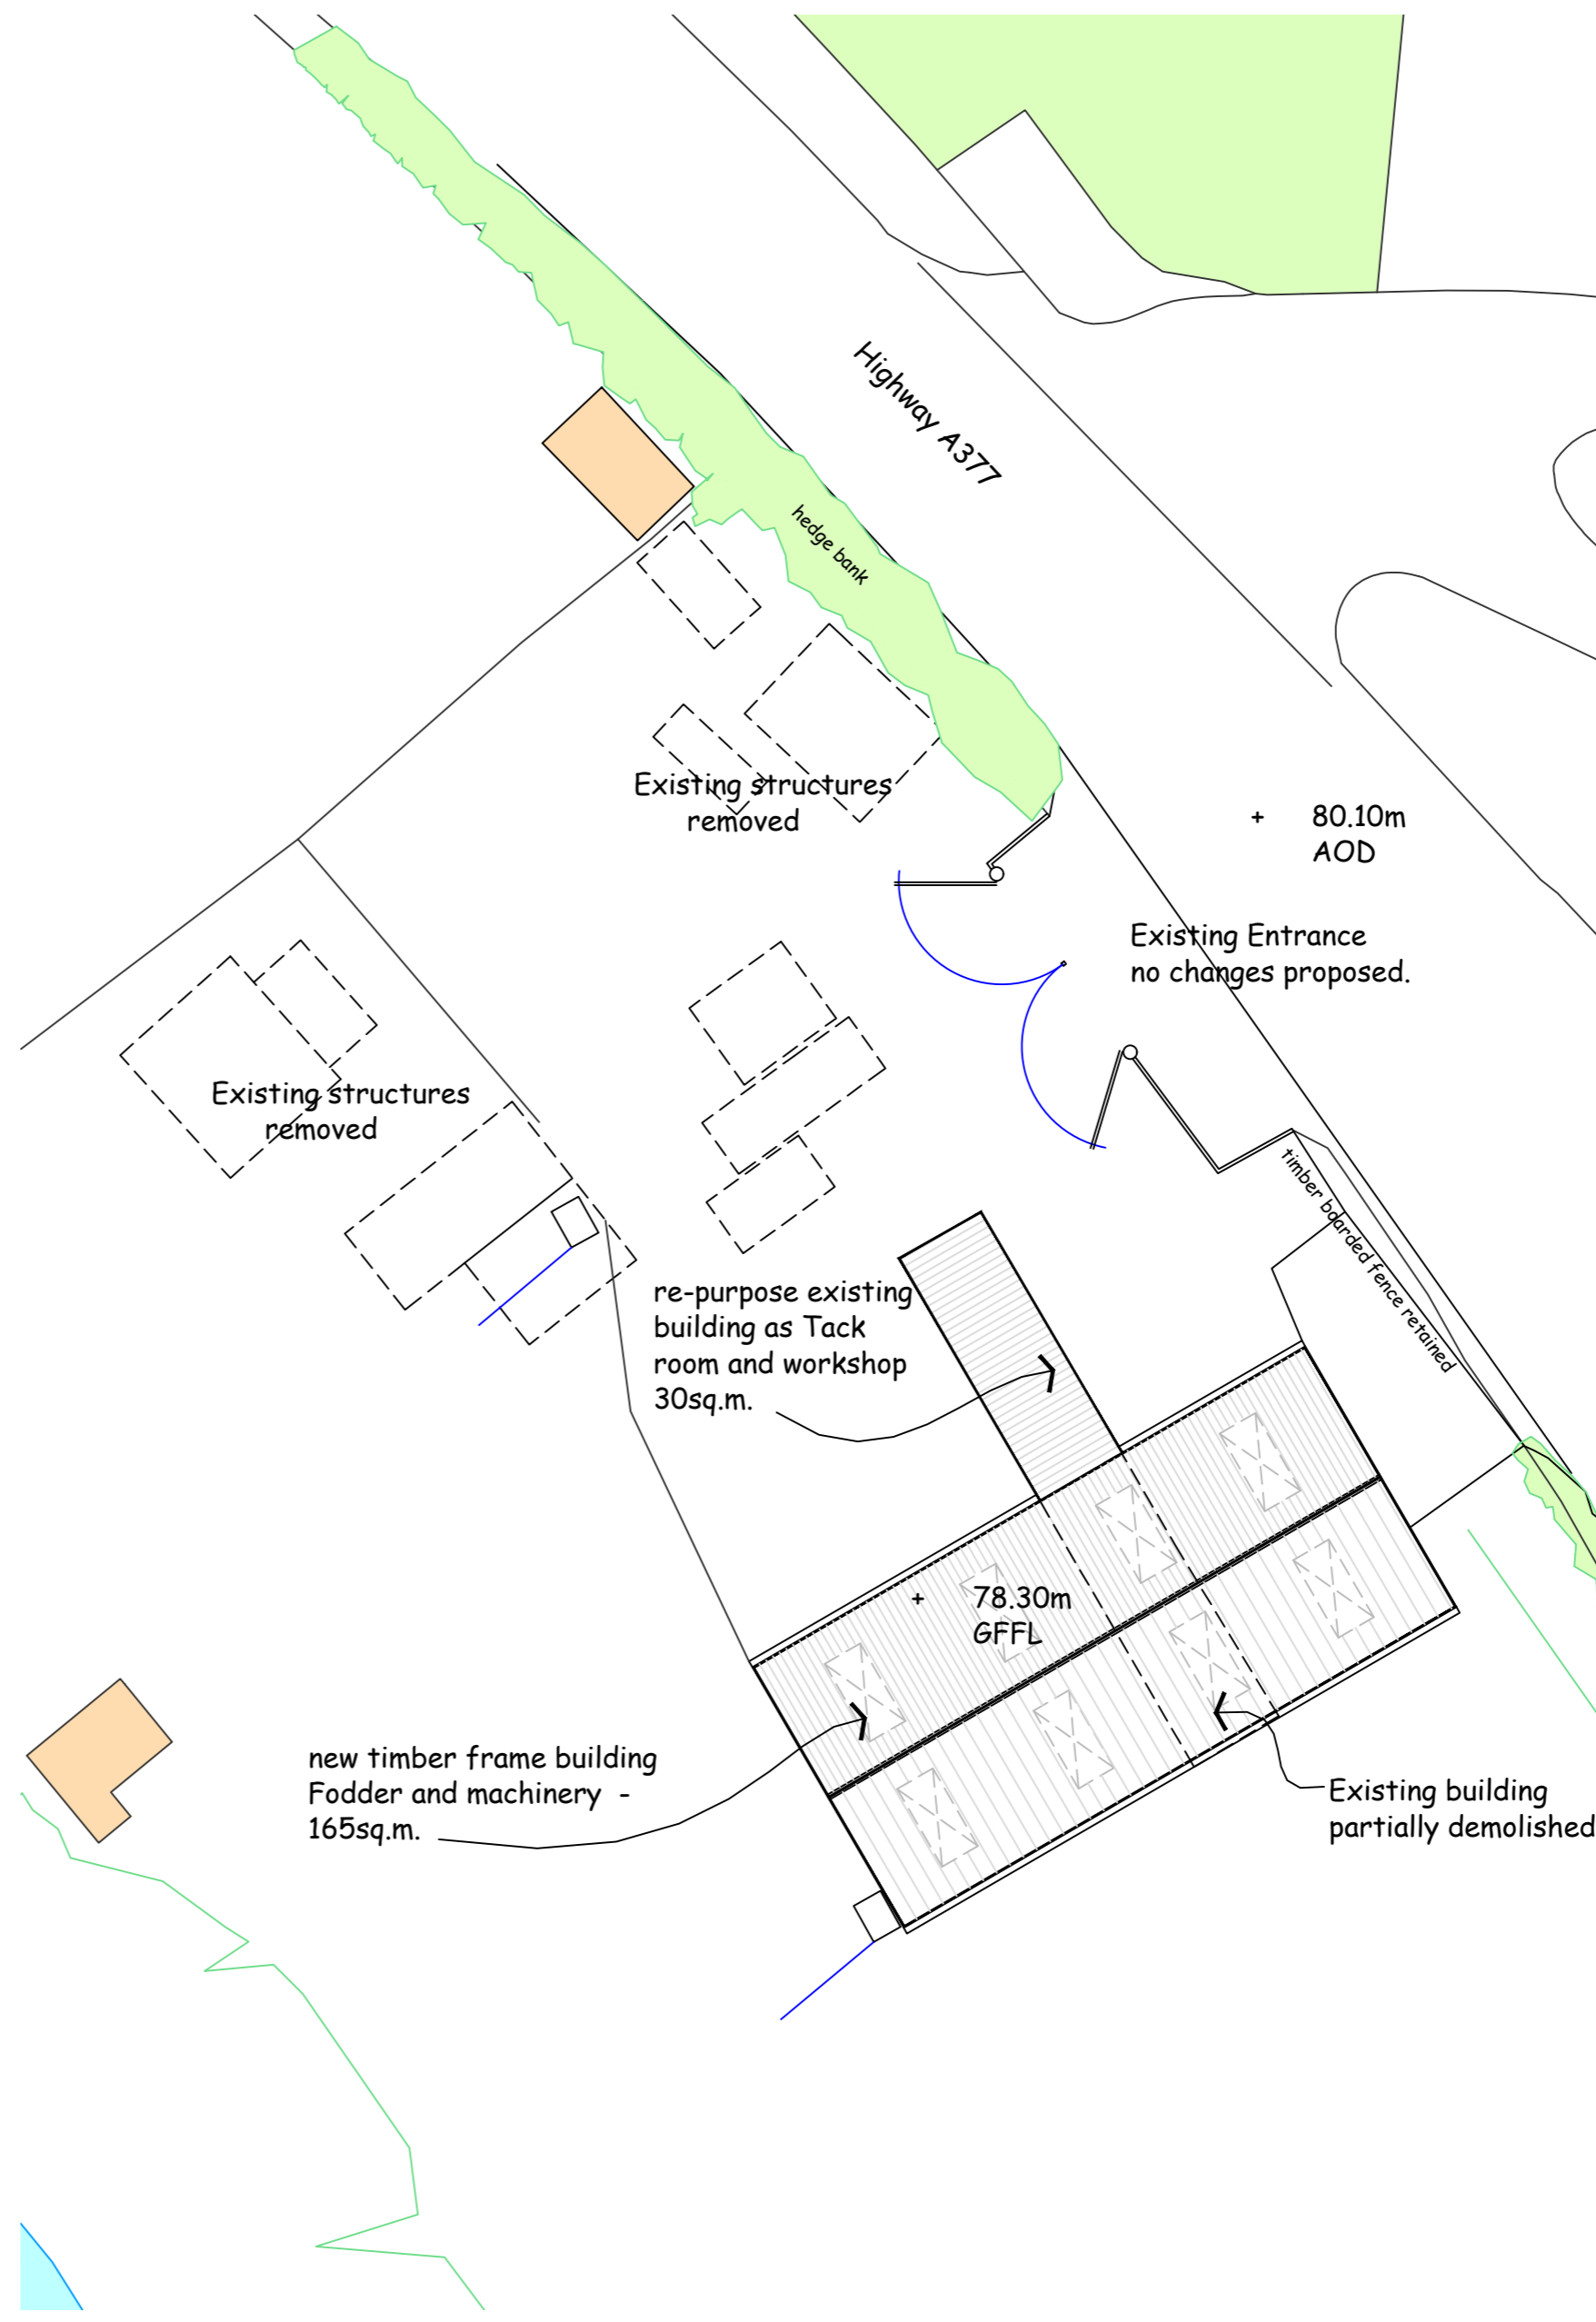 Highway A377
hedge bank
Existing structures
removed
+ 80.10m
AOD
Existing Entrance
no changes proposed.
Existing structures
removed
timber boarded fence retained
re-purpose existing
building as Tack
room and workshop
30sq.m.
+ 78.30m
GFFL
new timber frame building
Fodder and machinery -
165sq.m.
Existing building
partially demolished